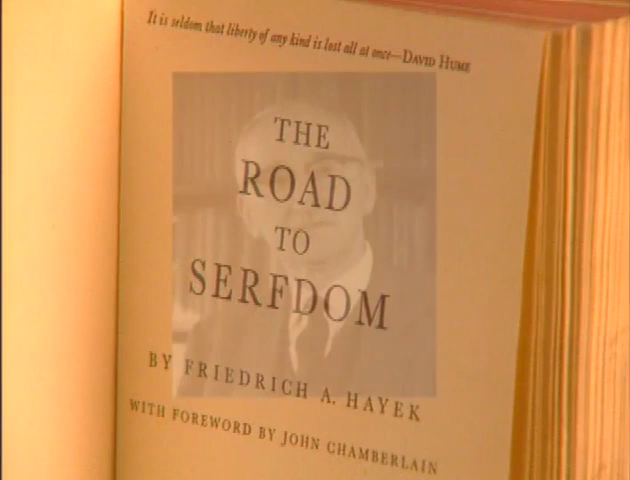 It is seldom that liberty of any kind is lost all at once—DAVID HUME
THE
ROAD
TO
SERFDOM
BY FRIEDRICH A. HAYEK
WITH FOREWORD BY JOHN CHAMBERLAIN